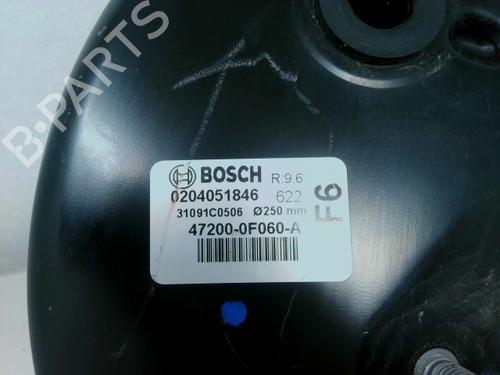 B-PARTS
BOSCH R:9.6
0204051846 622
31091C0506 Ø250 mm
47200-0F060-A
F6